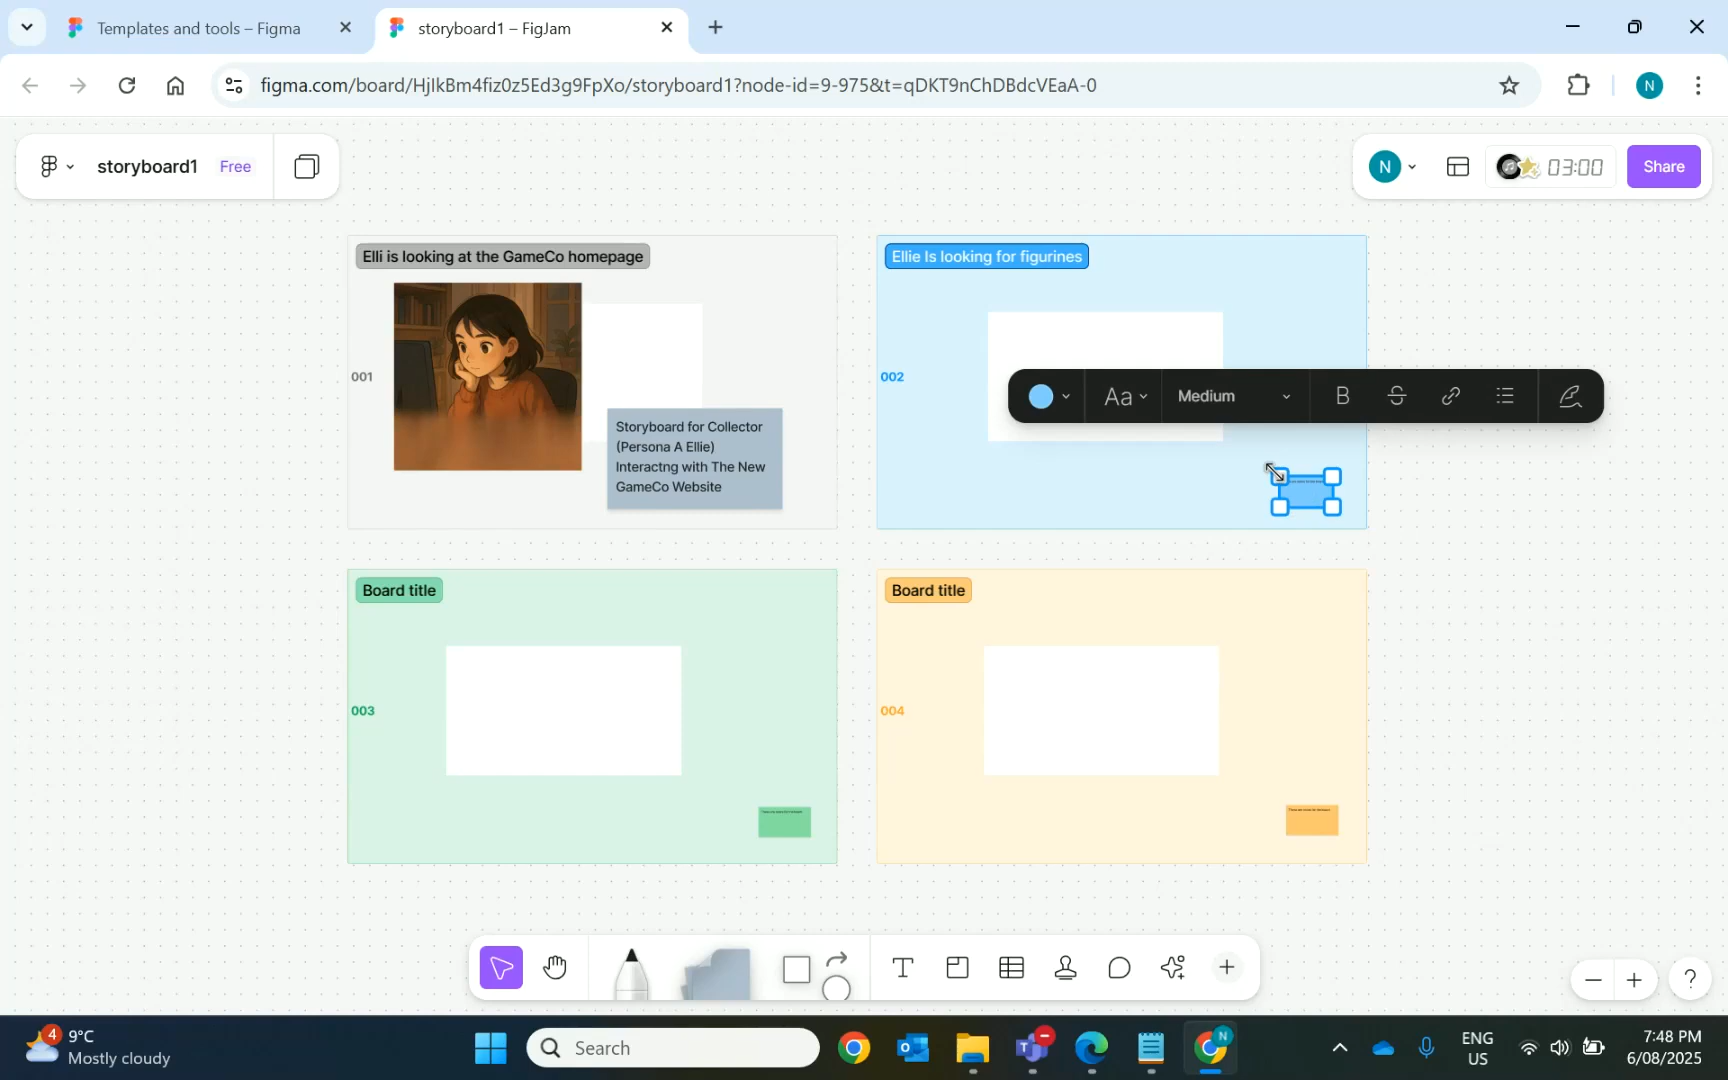 Templates and tools – Figma
storyboard1 – FigJam
figma.com/board/HjlkBm4fiz0z5Ed3g9FpXo/storyboard1?node-id=9-975&t=qDKT9nChDBdcVEaA-0
N
storyboard1 Free
N
03:00
Share
Elli is looking at the GameCo homepage
001
Storyboard for Collector
(Persona A Ellie)
Interactng with The New
GameCo Website
Ellie Is looking for figurines
002
Aa
Medium
B
S
Board title
003
Board title
004
T
?
4
9°C
Mostly cloudy
Search
N
ENG
US
7:48 PM
6/08/2025